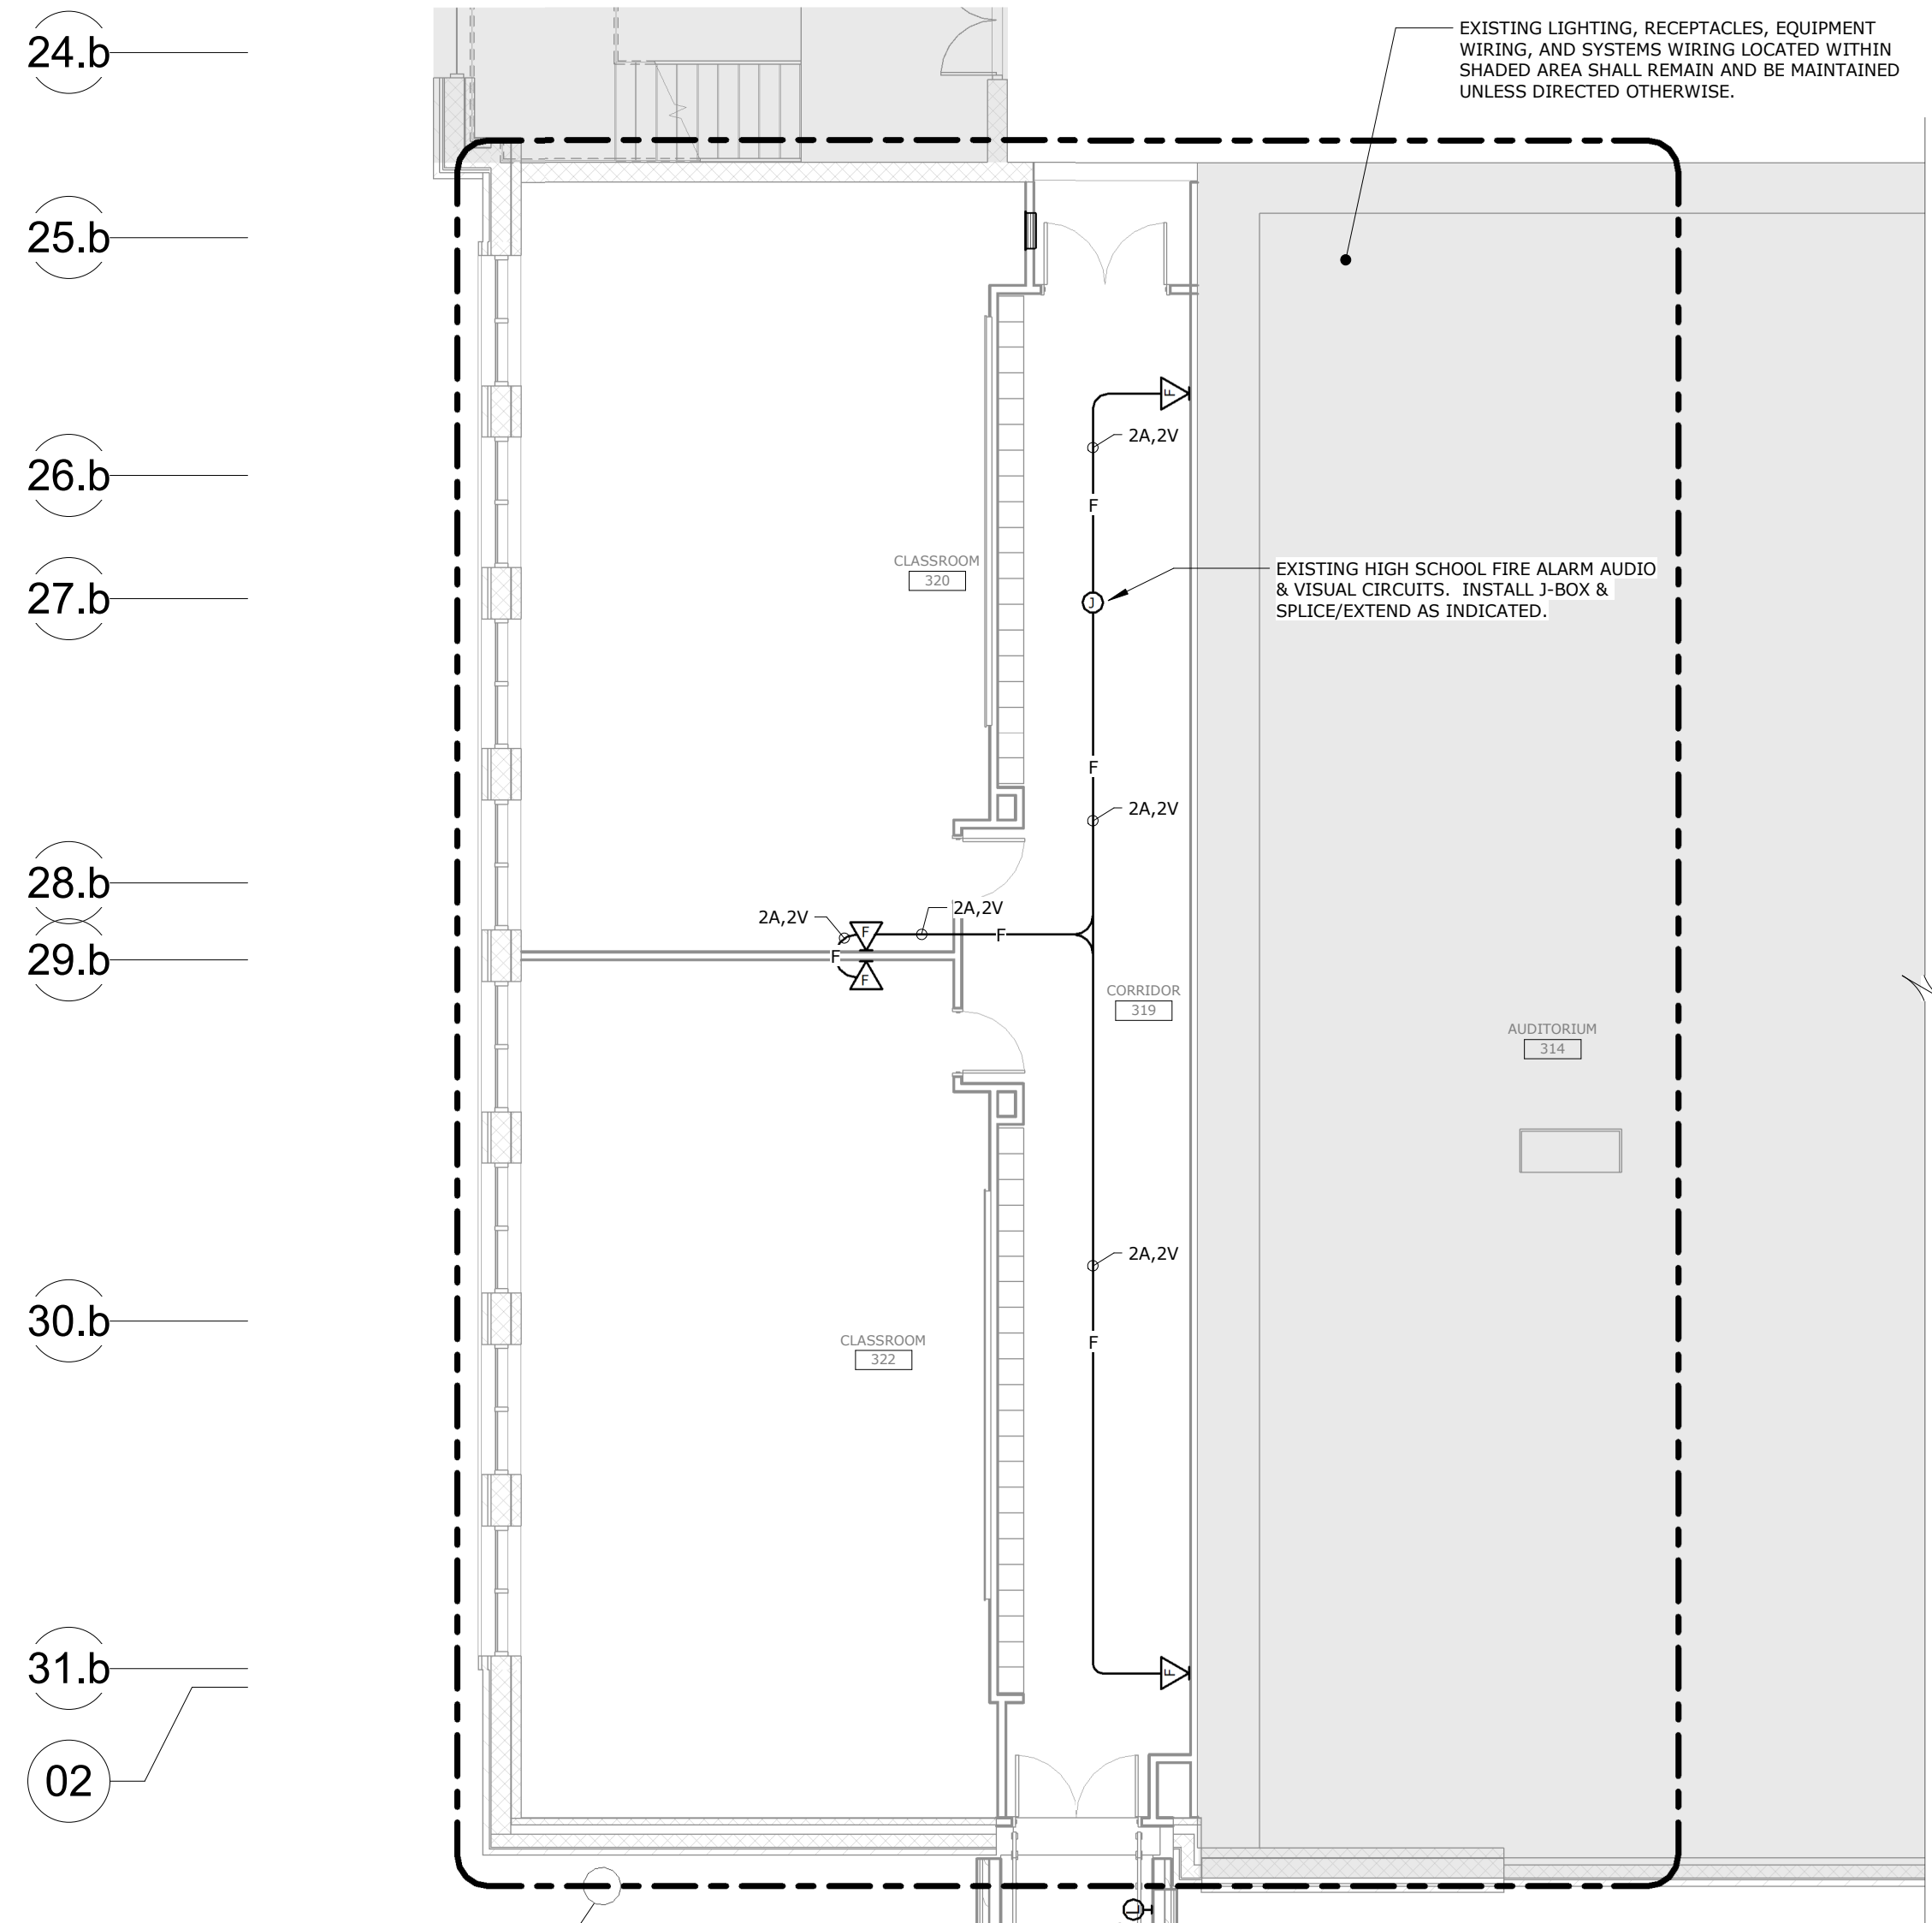 24.b
EXISTING LIGHTING, RECEPTACLES, EQUIPMENT
WIRING, AND SYSTEMS WIRING LOCATED WITHIN
SHADED AREA SHALL REMAIN AND BE MAINTAINED
UNLESS DIRECTED OTHERWISE.
25.b
F
2A,2V
26.b
F
CLASSROOM
320
EXISTING HIGH SCHOOL FIRE ALARM AUDIO
& VISUAL CIRCUITS. INSTALL J-BOX &
SPLICE/EXTEND AS INDICATED.
27.b
J
F
2A,2V
28.b
2A,2V
2A,2V
F
F
29.b
F
F
CORRIDOR
319
AUDITORIUM
314
2A,2V
30.b
F
CLASSROOM
322
31.b
F
02